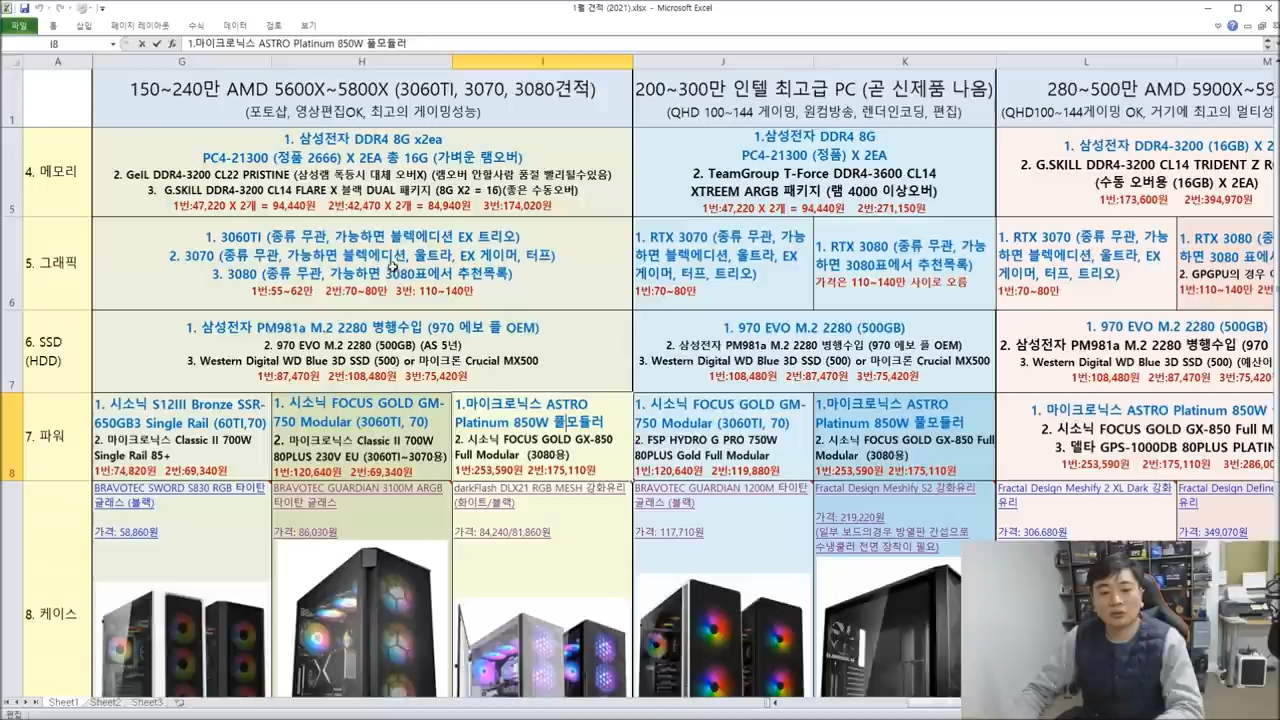 1월 견적 (2021).xlsx - Microsoft Excel
파일 홈 삽입 페이지 레이아웃 수식 데이터 검토 보기
I8 1.마이크로닉스 ASTRO Platinum 850W 풀모듈러
A G H I J K L M
1
150~240만 AMD 5600X~5800X (3060TI, 3070, 3080견적)
(포토샵, 영상편집OK, 최고의 게이밍성능)
200~300만 인텔 최고급 PC (곧 신제품 나옴)
(QHD 100~144 게이밍, 원컴방송, 렌더인코딩, 편집)
280~500만 AMD 5900X~59
(QHD100~144게이밍 OK, 거기에 최고의 멀티성
5
4. 메모리
1. 삼성전자 DDR4 8G x2ea
PC4-21300 (정품 2666) X 2EA 총 16G (가벼운 램오버)
2. GeIL DDR4-3200 CL22 PRISTINE (삼성램 폭등시 대체 오버X) (램오버 안할사람 품절 빨리될수있음)
3. G.SKILL DDR4-3200 CL14 FLARE X 블랙 DUAL 패키지 (8G X2 = 16)(좋은 수동오버)
1번:47,220 X 2개 = 94,440원 2번:42,470 X 2개 = 84,940원 3번:174,020원
1.삼성전자 DDR4 8G
PC4-21300 (정품) X 2EA
2. TeamGroup T-Force DDR4-3600 CL14
XTREEM ARGB 패키지 (램 4000 이상오버)
1번:47,220 X 2개 = 94,440원 2번:271,150원
1. 삼성전자 DDR4-3200 (16GB) X 2
2. G.SKILL DDR4-3200 CL14 TRIDENT Z R
(수동 오버용 (16GB) X 2EA)
1번:173,600원 2번:394,970원
6
5. 그래픽
1. 3060TI (종류 무관, 가능하면 블렉에디션 EX 트리오)
2. 3070 (종류 무관, 가능하면 블렉에디션, 울트라, EX 게이머, 터프)
3. 3080 (종류 무관, 가능하면 3080표에서 추천목록)
1번:55~62만 2번:70~80만 3번: 110~140만
1. RTX 3070 (종류 무관, 가능
하면 블렉에디션, 울트라, EX
게이머, 터프, 트리오)
1번:70~80만
1. RTX 3080 (종류 무관, 가능
하면 3080표에서 추천목록)
가격은 110~140만 사이로 오름
1. RTX 3070 (종류 무관, 가능
하면 블렉에디션, 울트라, EX
게이머, 터프, 트리오)
1번:70~80만
1. RTX 3080 (종
하면 3080표에
2. GPGPU의 경우
1번:110~140만 2번
7
6. SSD
(HDD)
1. 삼성전자 PM981a M.2 2280 병행수입 (970 에보 플 OEM)
2. 970 EVO M.2 2280 (500GB) (AS 5년)
3. Western Digital WD Blue 3D SSD (500) or 마이크론 Crucial MX500
1번:87,470원 2번:108,480원 3번:75,420원
1. 970 EVO M.2 2280 (500GB)
2. 삼성전자 PM981a M.2 2280 병행수입 (970 에보 플 OEM)
3. Western Digital WD Blue 3D SSD (500) or 마이크론 Crucial MX500
1번:108,480원 2번:87,470원 3번:75,420원
1. 970 EVO M.2 2280 (500GB)
2. 삼성전자 PM981a M.2 2280 병행수입 (970
3. Western Digital WD Blue 3D SSD (500) (예산이
1번:108,480원 2번:87,470원 3번:75,420
8
7. 파워
1. 시소닉 S12III Bronze SSR-
650GB3 Single Rail (60TI,70)
2. 마이크로닉스 Classic II 700W
Single Rail 85+
1번:74,820원 2번:69,340원
1. 시소닉 FOCUS GOLD GM-
750 Modular (3060TI, 70)
2. 마이크로닉스 Classic II 700W
80PLUS 230V EU (3060TI~3070용)
1번:120,640원 2번:69,340원
1.마이크로닉스 ASTRO
Platinum 850W 풀모듈러
2. 시소닉 FOCUS GOLD GX-850
Full Modular (3080용)
1번:253,590원 2번:175,110원
1. 시소닉 FOCUS GOLD GM-
750 Modular (3060TI, 70)
2. FSP HYDRO G PRO 750W
80PLUS Gold Full Modular
1번:120,640원 2번:119,880원
1.마이크로닉스 ASTRO
Platinum 850W 풀모듈러
2. 시소닉 FOCUS GOLD GX-850 Full
Modular (3080용)
1번:253,590원 2번:175,110원
1. 마이크로닉스 ASTRO Platinum 850W
2. 시소닉 FOCUS GOLD GX-850 Full M
3. 델타 GPS-1000DB 80PLUS PLATIN
1번:253,590원 2번:175,110원 3번:286,00
8. 케이스
BRAVOTEC SWORD S830 RGB 타이탄
글래스 (블랙)
가격: 58,860원
BRAVOTEC GUARDIAN 3100M ARGB
타이탄 글래스
가격: 86,030원
darkFlash DLX21 RGB MESH 강화유리
(화이트/블랙)
가격: 84,240/81,860원
BRAVOTEC GUARDIAN 1200M 타이탄
글래스 (블랙)
가격: 117,710원
Fractal Design Meshify S2 강화유리
가격: 219,220원
(일부 보드의경우 방열판 간섭으로
수냉쿨러 전면 장착이 필요)
Fractal Design Meshify 2 XL Dark 강화
유리
가격: 306,680원
Fractal Design Define
유리
가격: 349,070원
Sheet1 Sheet2 Sheet3
편집